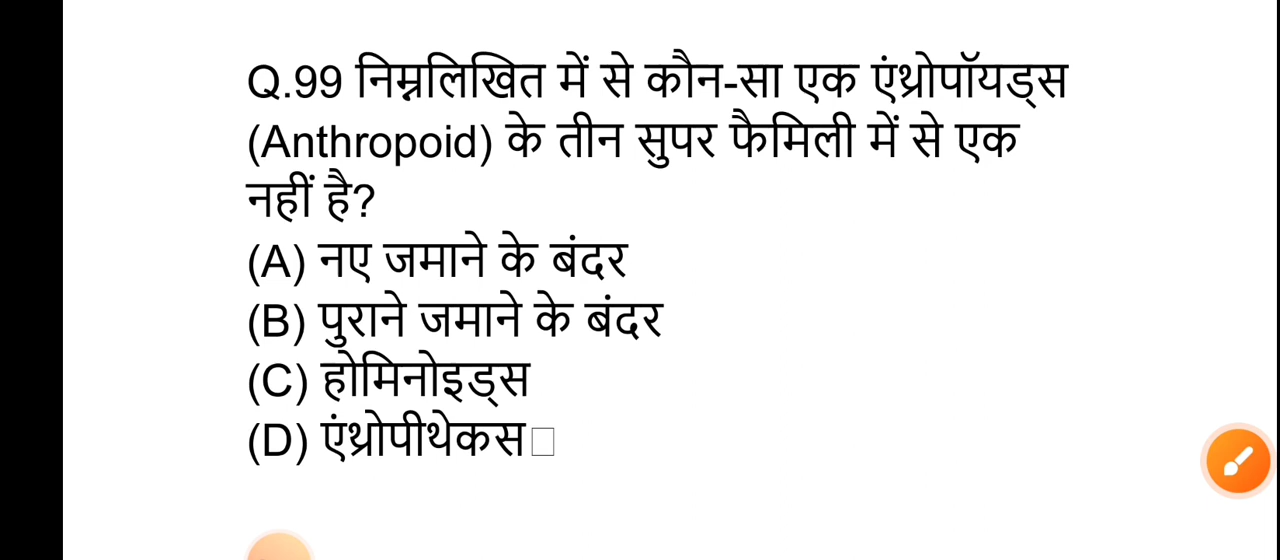 Q.99 निम्नलिखित में से कौन-सा एक एंथ्रोपॉयड्स
(Anthropoid) के तीन सुपर फैमिली में से एक
नहीं है?
(A) नए जमाने के बंदर
(B) पुराने जमाने के बंदर
(C) होमिनोइड्स
(D) एंथ्रोपीथेकस